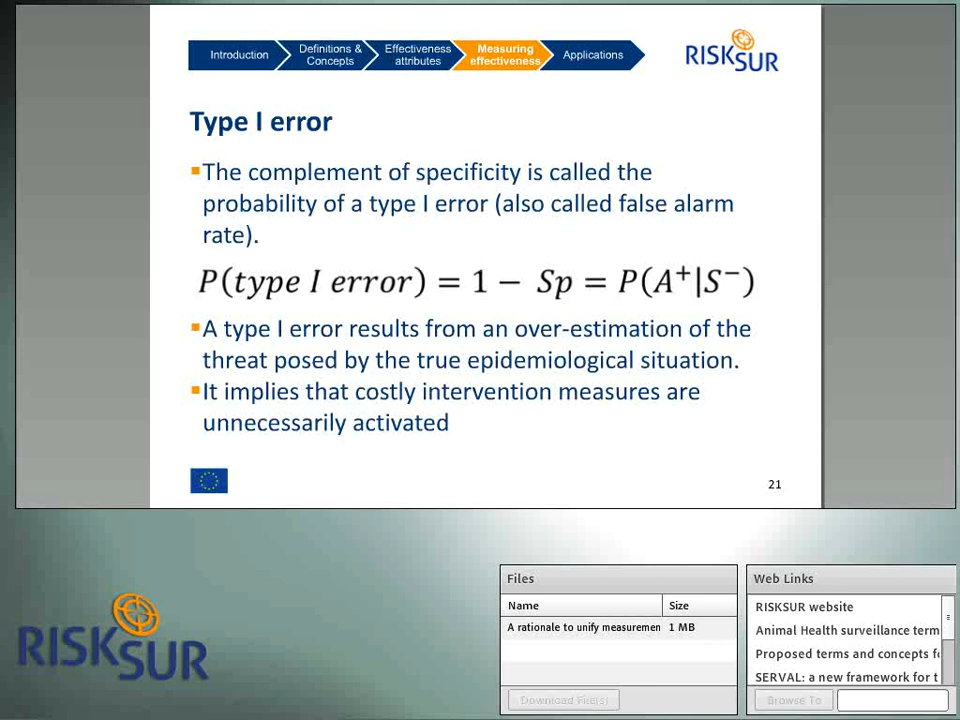 Introduction
Definitions &
Concepts
Effectiveness
attributes
Measuring
effectiveness
Applications
RISKSUR
Type I error
▪The complement of specificity is called the
probability of a type I error (also called false alarm
rate).
P(type I error) = 1 − Sp = P(A⁺|S⁻)
▪A type I error results from an over-estimation of the
threat posed by the true epidemiological situation.
▪It implies that costly intervention measures are
unnecessarily activated
21
RISKSUR
Files
Name Size
A rationale to unify measuremen 1 MB
Download File(s)
Web Links
RISKSUR website
Animal Health surveillance term
Proposed terms and concepts fo
SERVAL: a new framework for t
Browse To